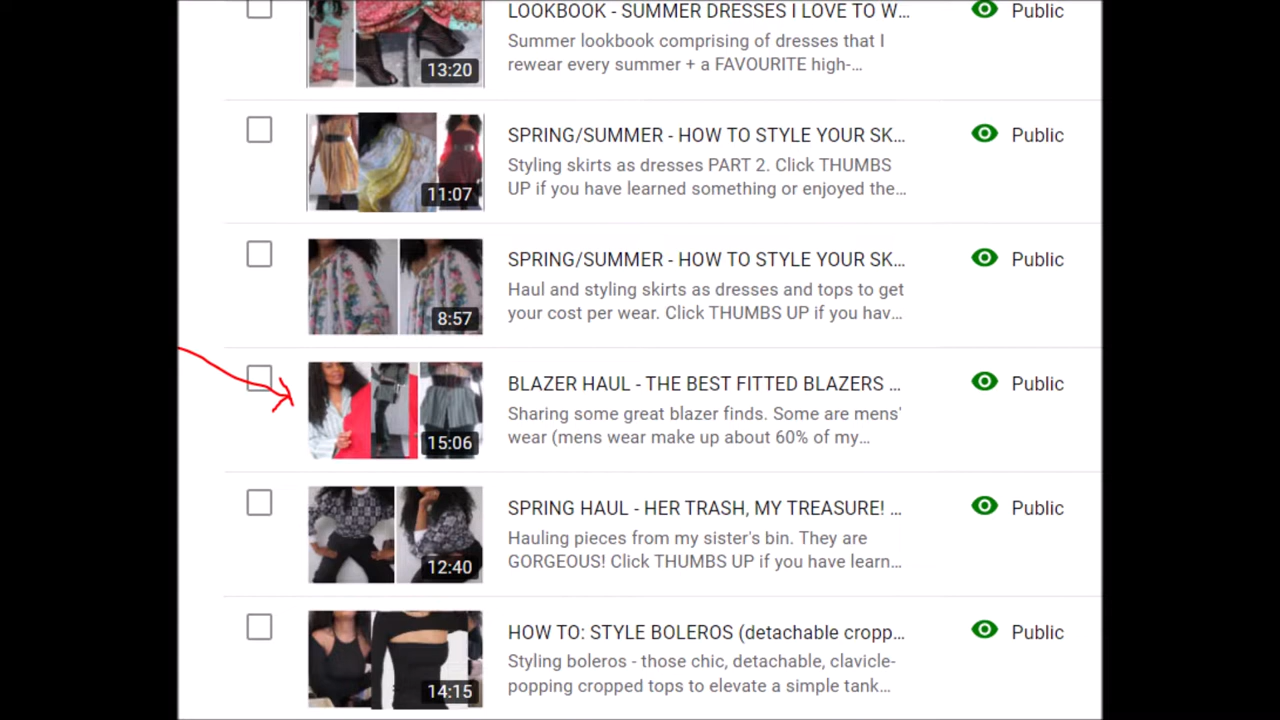 LOOKBOOK - SUMMER DRESSES I LOVE TO W...
Public
Summer lookbook comprising of dresses that I
rewear every summer + a FAVOURITE high-...
13:20
SPRING/SUMMER - HOW TO STYLE YOUR SK...
Public
Styling skirts as dresses PART 2. Click THUMBS
UP if you have learned something or enjoyed the...
11:07
SPRING/SUMMER - HOW TO STYLE YOUR SK...
Public
Haul and styling skirts as dresses and tops to get
your cost per wear. Click THUMBS UP if you hav...
8:57
BLAZER HAUL - THE BEST FITTED BLAZERS ...
Public
Sharing some great blazer finds. Some are mens'
wear (mens wear make up about 60% of my...
15:06
SPRING HAUL - HER TRASH, MY TREASURE! ...
Public
Hauling pieces from my sister's bin. They are
GORGEOUS! Click THUMBS UP if you have learn...
12:40
HOW TO: STYLE BOLEROS (detachable cropp...
Public
Styling boleros - those chic, detachable, clavicle-
popping cropped tops to elevate a simple tank...
14:15